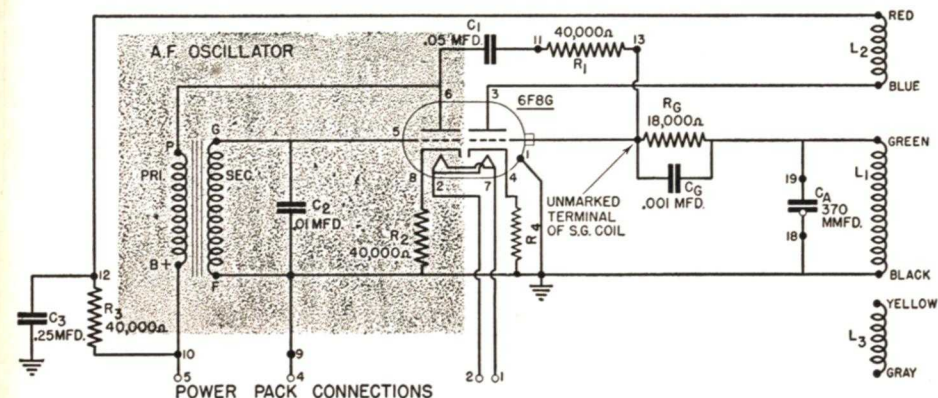 RED
C1
.05 MFD.
11
40,000Ω
13
R1
A.F. OSCILLATOR
L2
6
3
6F8G
BLUE
RG
18,000Ω
P
G
5
GREEN
PRI.
SEC.
8
2
7
4
1
CG
.001 MFD.
19
CA
370
MMFD.
L1
C2
.01 MFD.
UNMARKED
TERMINAL
OF S.G. COIL
R2
40,000Ω
R4
18
B+
F
12
BLACK
C3
.25MFD.
R3
40,000Ω
YELLOW
L3
10
9
GRAY
5
4
2
1
POWER PACK CONNECTIONS